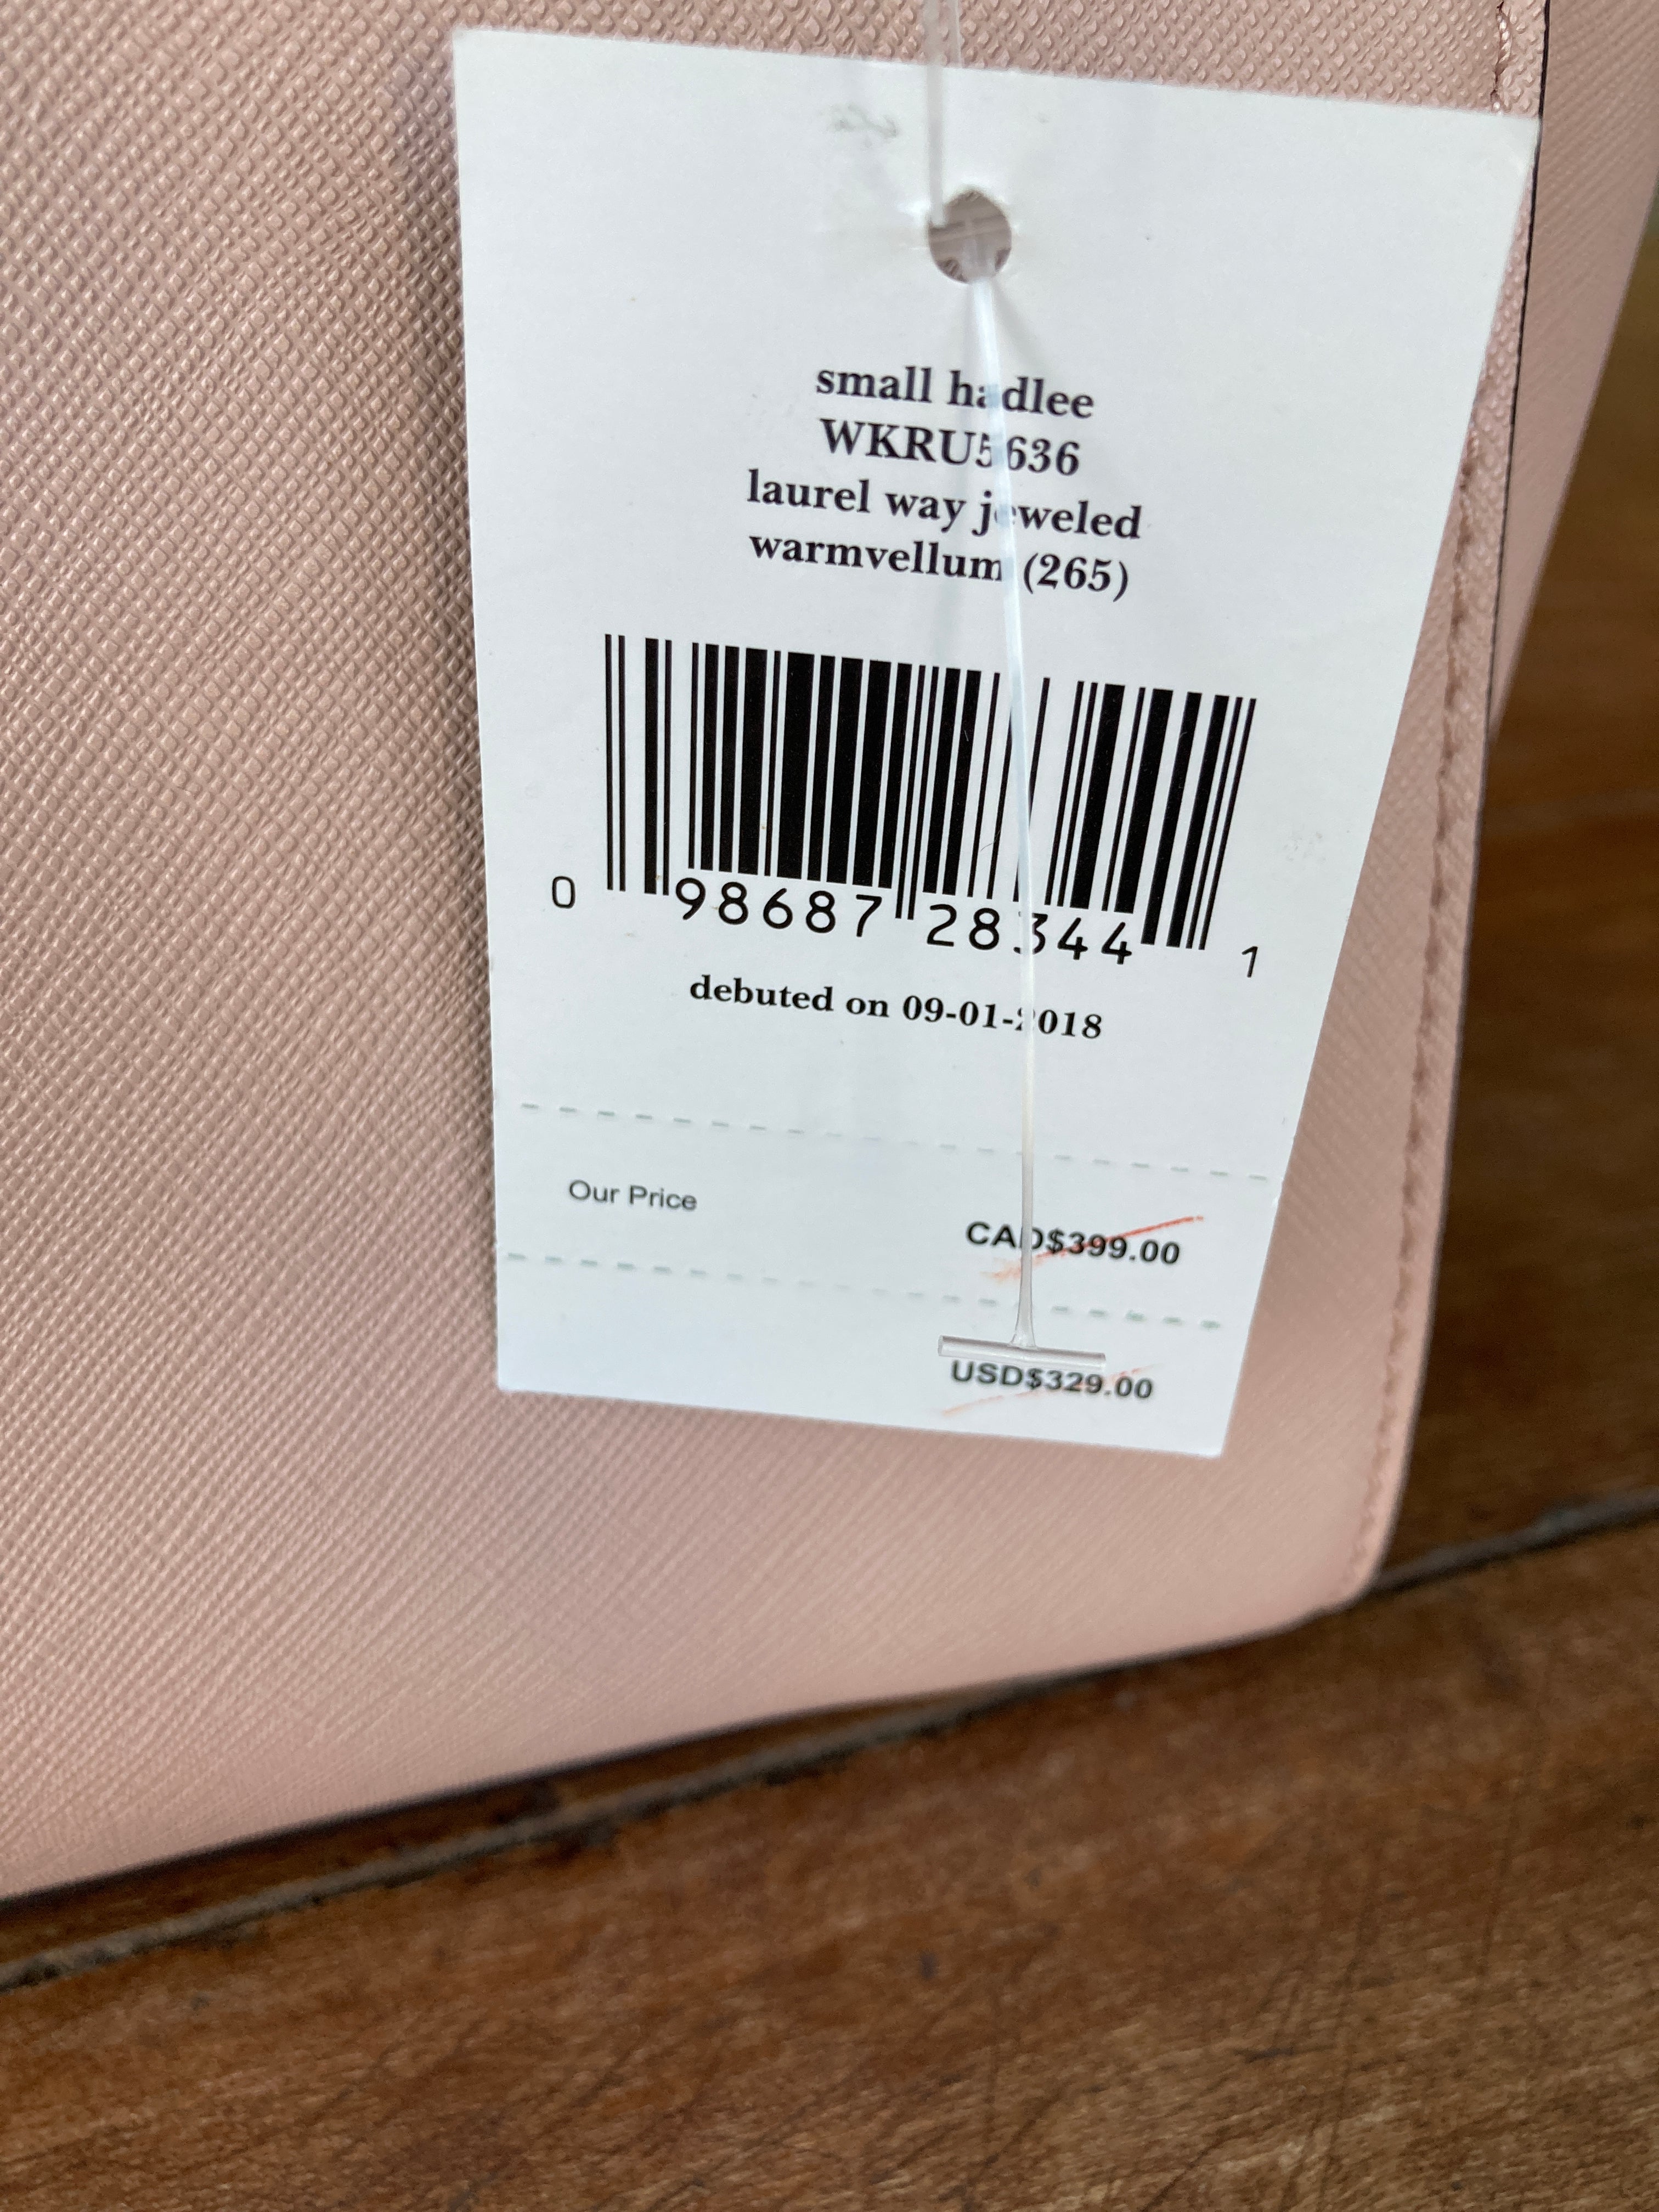 small hadlee
WKRU5636
laurel way jeweled
warmvellum (265)
0 98687 28344 1
debuted on 09-01-2018
Our Price CAD$399.00
USD$329.00